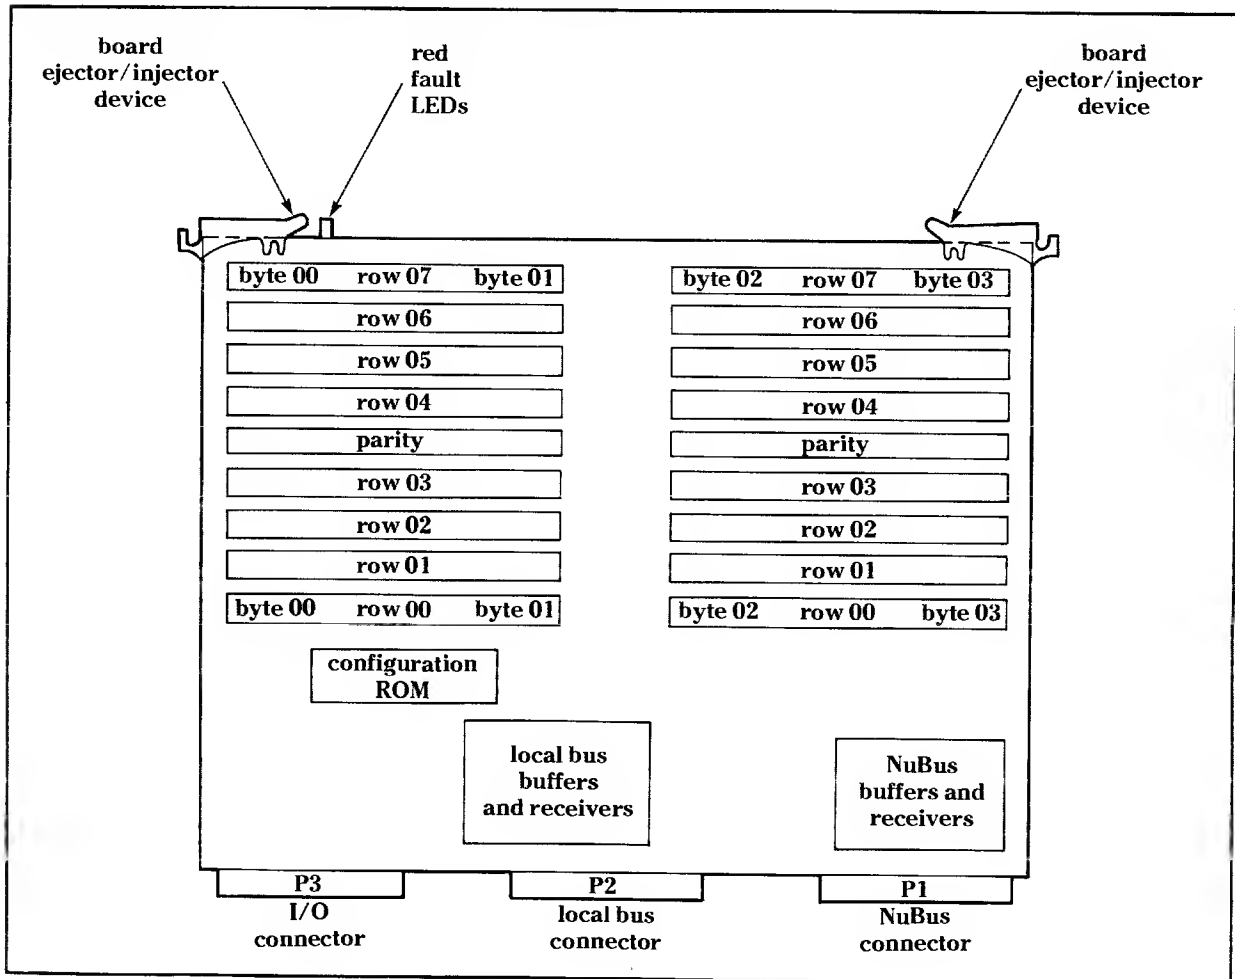 board
ejector/injector
device
red
fault
LEDs
board
ejector/injector
device
byte 00 row 07 byte 01
byte 02 row 07 byte 03
row 06
row 06
row 05
row 05
row 04
row 04
parity
parity
row 03
row 03
row 02
row 02
row 01
row 01
byte 00 row 00 byte 01
byte 02 row 00 byte 03
configuration
ROM
local bus
buffers
and receivers
NuBus
buffers and
receivers
P3
I/O
connector
P2
local bus
connector
P1
NuBus
connector